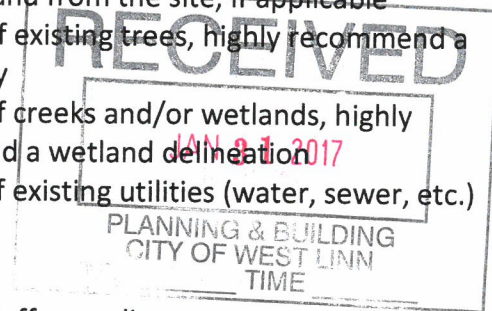 from the site, if applicable
RECEIVED
existing trees, highly recommend a
creeks and/or wetlands, highly
a wetland delineation
JAN 31 2017
existing utilities (water, sewer, etc.)
PLANNING & BUILDING
CITY OF WEST LINN
TIME